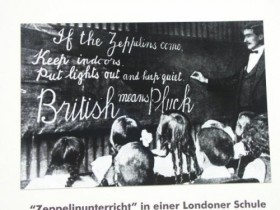 If the Zeppelins come,
Keep indoors.
Put lights out and keep quiet.
British means Pluck
"Zeppelinunterricht" in einer Londoner Schule